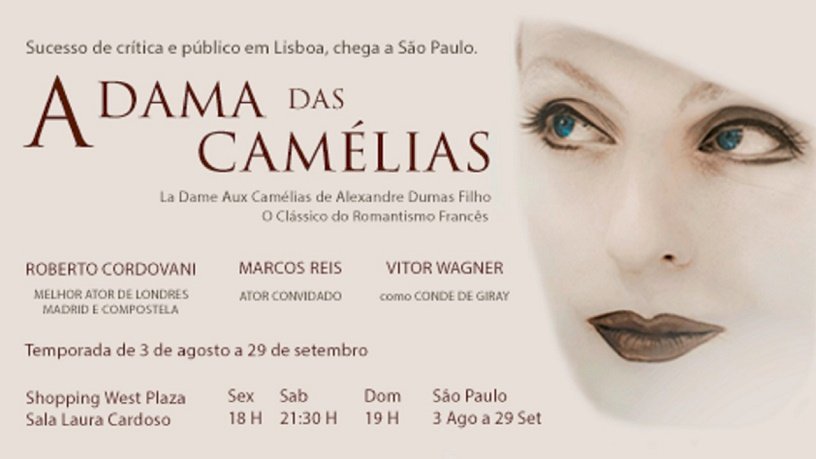 Sucesso de crítica e público em Lisboa, chega a São Paulo.
A DAMA DAS
CAMÉLIAS
La Dame Aux Camélias de Alexandre Dumas Filho
O Clássico do Romantismo Francês
ROBERTO CORDOVANI
MELHOR ATOR DE LONDRES
MADRID E COMPOSTELA
MARCOS REIS
ATOR CONVIDADO
VITOR WAGNER
como CONDE DE GIRAY
Temporada de 3 de agosto a 29 de setembro
Shopping West Plaza
Sala Laura Cardoso
Sex
18 H
Sab
21:30 H
Dom
19 H
São Paulo
3 Ago a 29 Set